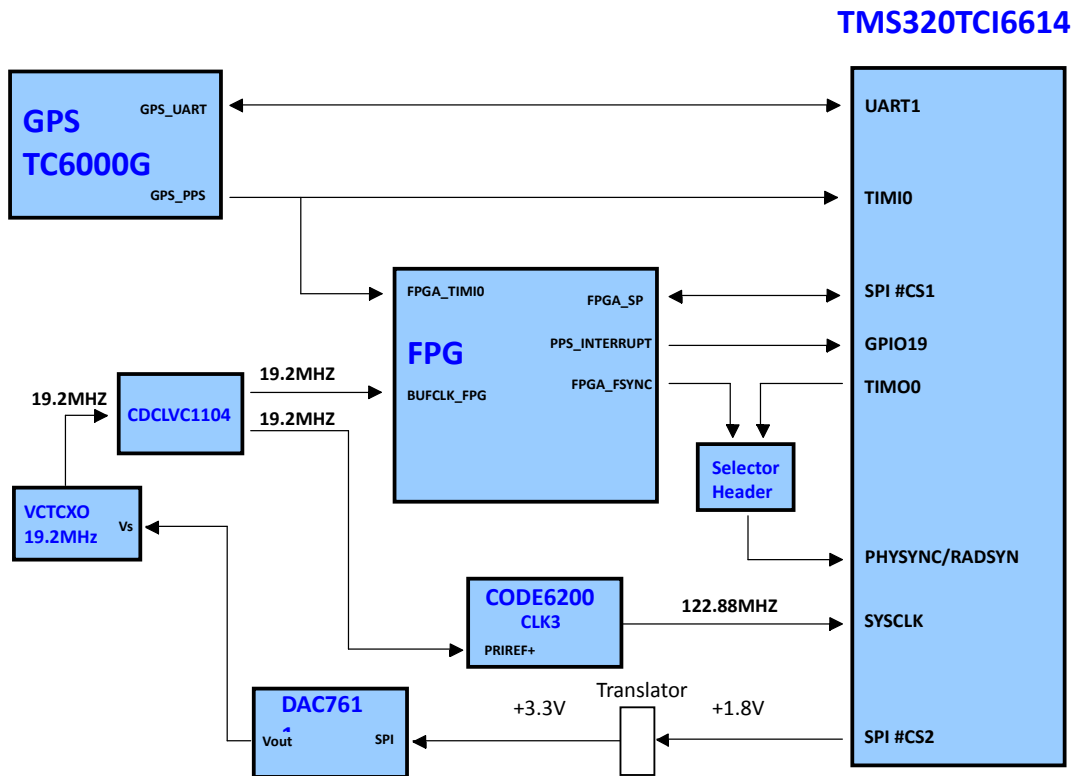 TMS320TCI6614
GPS
TC6000G
GPS_UART
GPS_PPS
UART1
TIMI0
FPGA_TIMI0
FPGA_SP
SPI #CS1
FPG
PPS_INTERRUPT
GPIO19
BUFCLK_FPG
FPGA_FSYNC
TIMO0
19.2MHZ
CDCLVC1104
19.2MHZ
19.2MHZ
Selector
Header
VCTCXO
19.2MHz
Vs
PHYSYNC/RADSYN
CODE6200
CLK3
PRIREF+
122.88MHZ
SYSCLK
Translator
+3.3V
+1.8V
DAC761
Vout
SPI
SPI #CS2